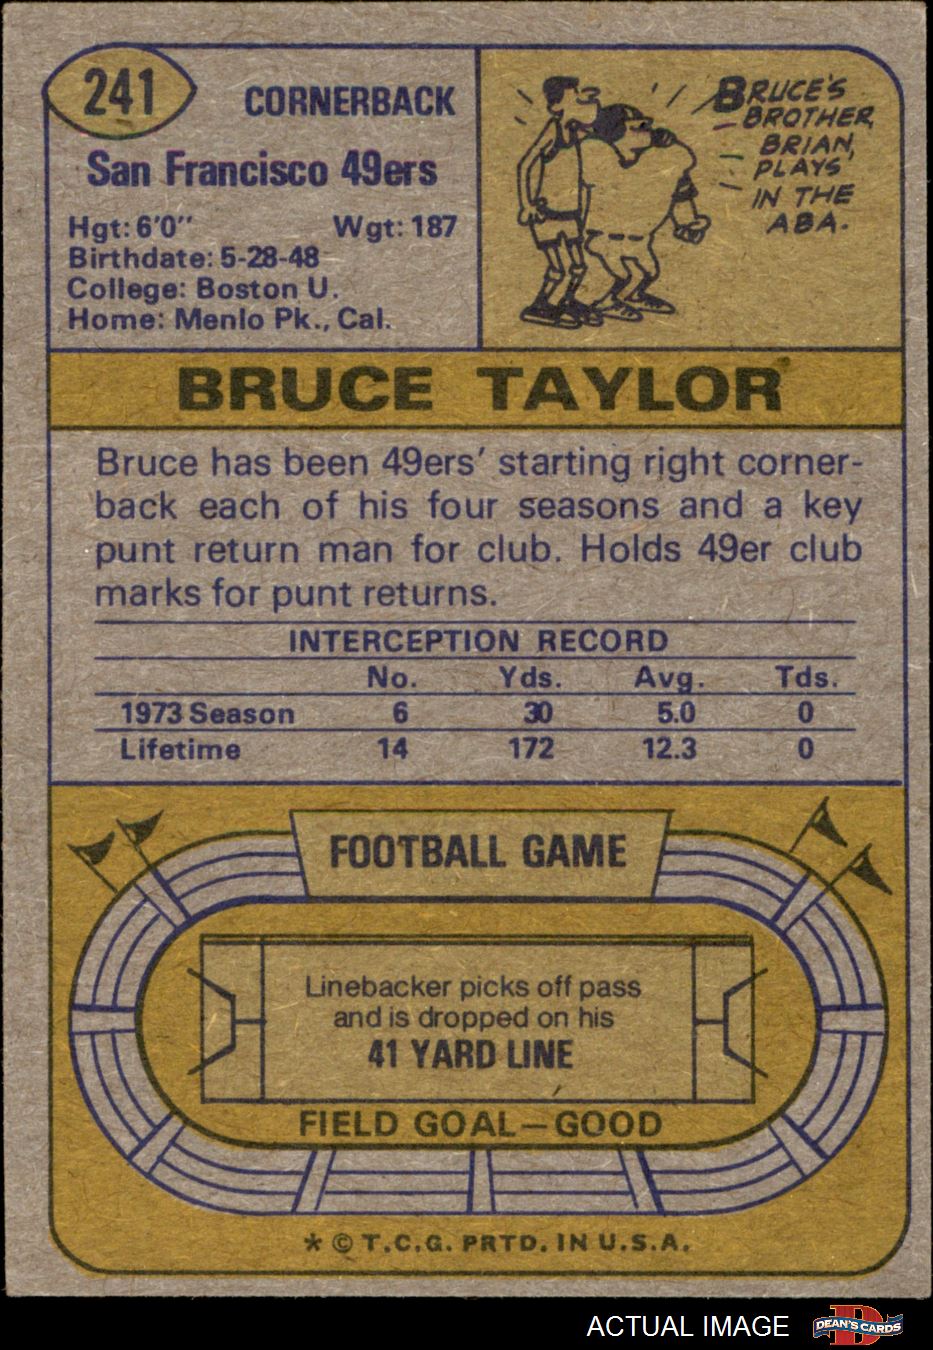 241
CORNERBACK
San Francisco 49ers
Hgt: 6'0" Wgt: 187
Birthdate: 5-28-48
College: Boston U.
Home: Menlo Pk., Cal.
BRUCE'S
BROTHER,
BRIAN,
PLAYS
IN THE
ABA.
BRUCE TAYLOR
Bruce has been 49ers' starting right corner-
back each of his four seasons and a key
punt return man for club. Holds 49er club
marks for punt returns.
INTERCEPTION RECORD
No. Yds. Avg. Tds.
1973 Season 6 30 5.0 0
Lifetime 14 172 12.3 0
FOOTBALL GAME
Linebacker picks off pass
and is dropped on his
41 YARD LINE
FIELD GOAL—GOOD
* © T.C.G. PRTD. IN U.S.A.
ACTUAL IMAGE
D
DEAN'S CARDS